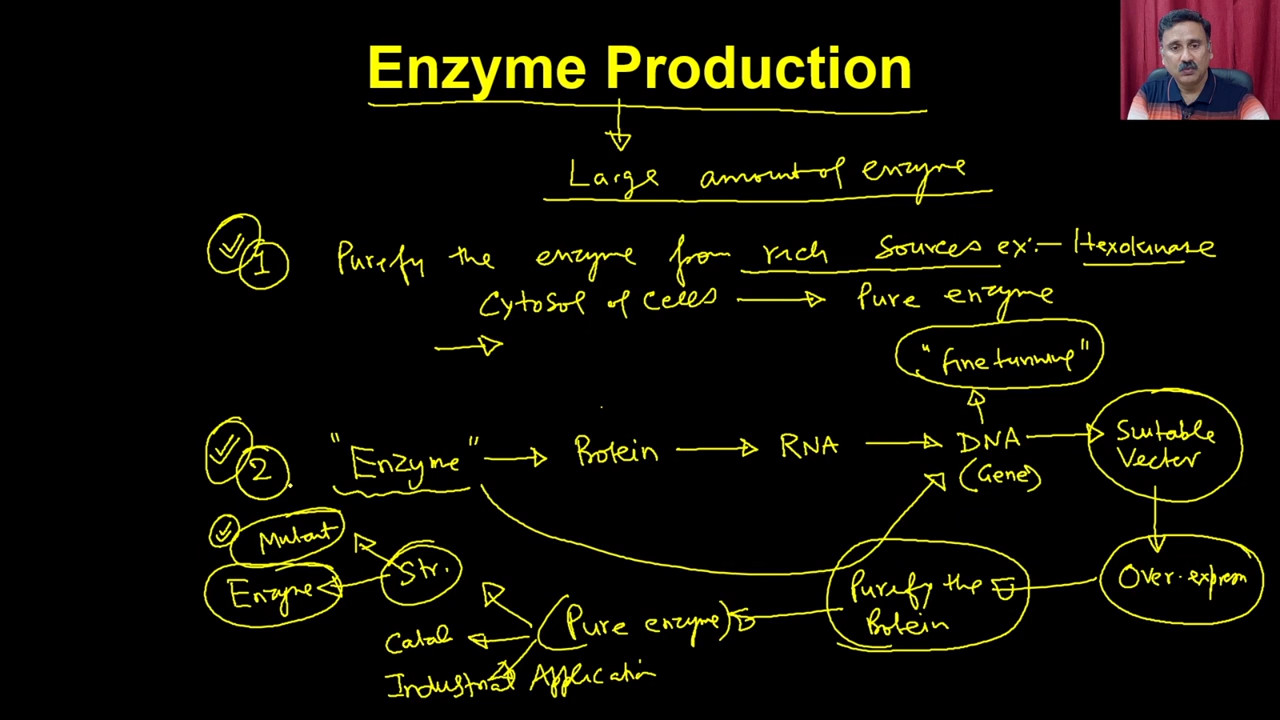 Enzyme Production
Large amount of enzyme
1 Purify the enzyme from rich sources ex:- Hexokinase
Cytosol of Cells → Pure enzyme
"fine tunning"
2. "Enzyme" → Protein → RNA → DNA → Suitable
(Gene) Vector
Mutant
Str.
Enzyme
Purify the Over-expresn
Protein
(Pure enzyme)
Catal
Industrial Application